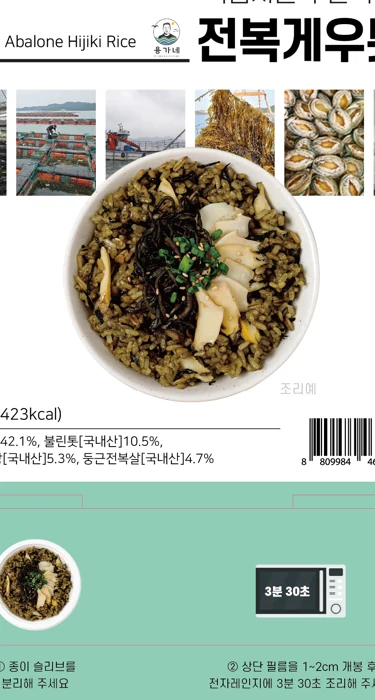 Abalone Hijiki Rice
용가네
전복게우
조리예
423kcal)
42.1%, 불린톳[국내산]10.5%,
[국내산]5.3%, 둥근전복살[국내산]4.7%
8 809984 46
3분 30초
① 종이 슬리브를
분리해 주세요
② 상단 필름을 1~2cm 개봉 후
전자레인지에 3분 30초 조리해 주